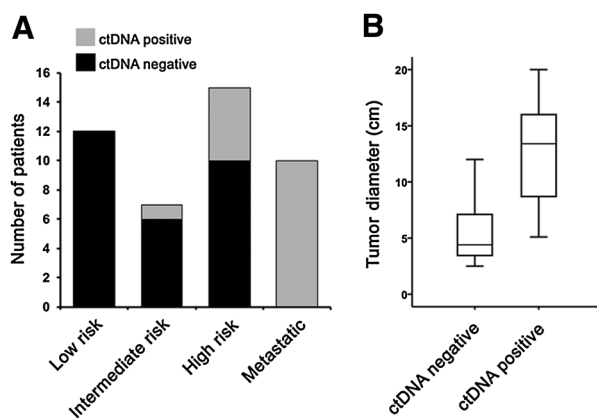 A
ctDNA positive
ctDNA negative
Number of patients
16
14
12
10
8
6
4
2
0
Low risk
Intermediate risk
High risk
Metastatic
B
Tumor diameter (cm)
20
15
10
5
0
ctDNA negative
ctDNA positive